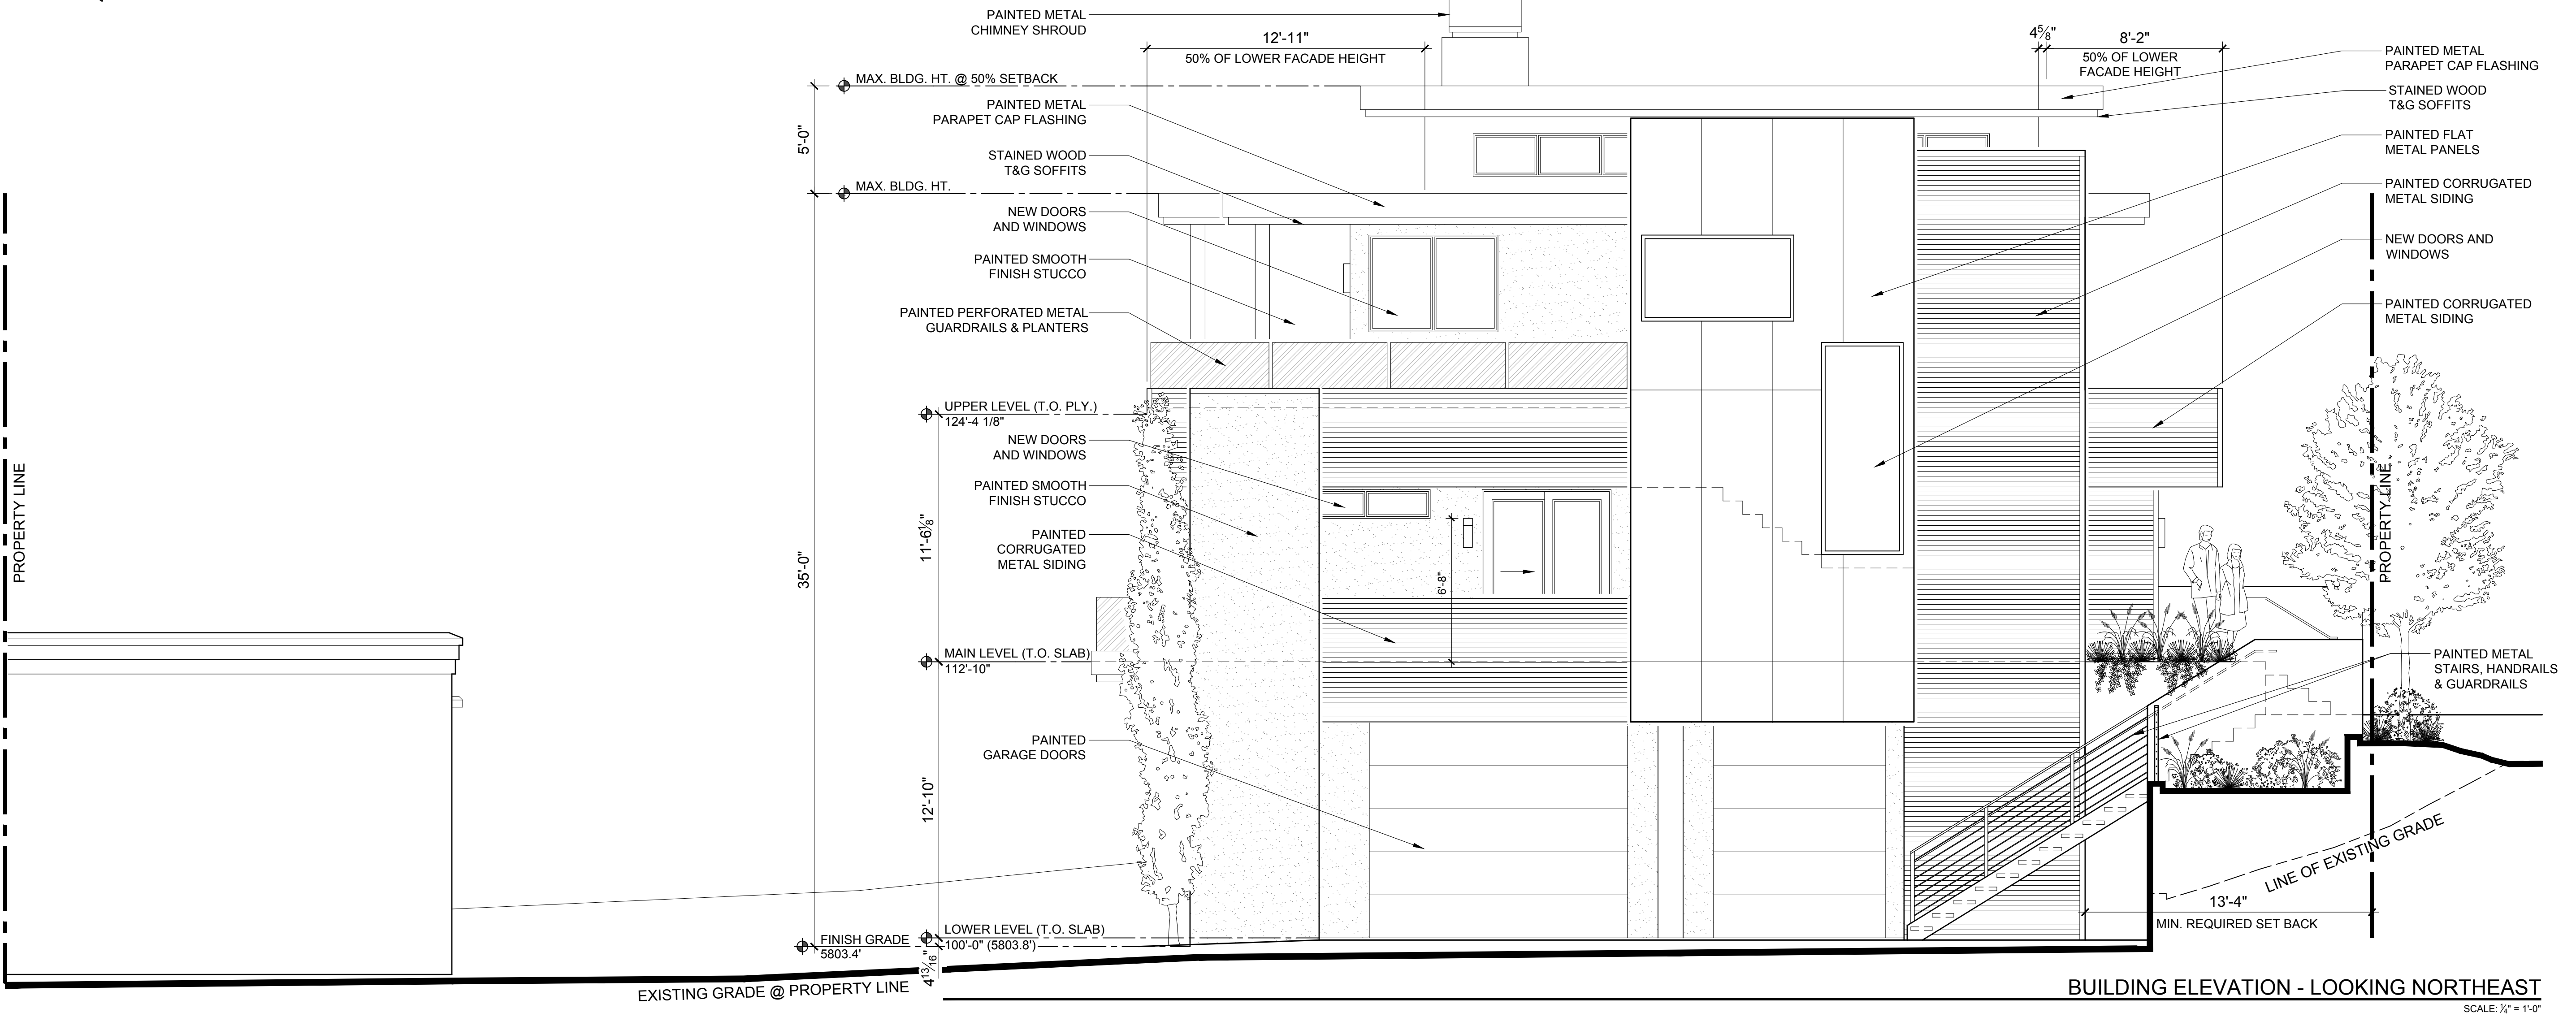 PAINTED METAL
CHIMNEY SHROUD
12'-11"
50% OF LOWER FACADE HEIGHT
4⅝"
8'-2"
50% OF LOWER
FACADE HEIGHT
MAX. BLDG. HT. @ 50% SETBACK
PAINTED METAL
PARAPET CAP FLASHING
STAINED WOOD
T&G SOFFITS
MAX. BLDG. HT.
NEW DOORS
AND WINDOWS
PAINTED SMOOTH
FINISH STUCCO
PAINTED PERFORATED METAL
GUARDRAILS & PLANTERS
UPPER LEVEL (T.O. PLY.)
124'-4 1/8"
NEW DOORS
AND WINDOWS
PAINTED SMOOTH
FINISH STUCCO
PAINTED
CORRUGATED
METAL SIDING
MAIN LEVEL (T.O. SLAB)
112'-10"
PAINTED
GARAGE DOORS
LOWER LEVEL (T.O. SLAB)
100'-0" (5803.8')
FINISH GRADE
5803.4'
5'-0"
35'-0"
11'-6⅛"
12'-10"
4 13/16"
6'-8"
PROPERTY LINE
EXISTING GRADE @ PROPERTY LINE
PAINTED METAL
PARAPET CAP FLASHING
STAINED WOOD
T&G SOFFITS
PAINTED FLAT
METAL PANELS
PAINTED CORRUGATED
METAL SIDING
NEW DOORS AND
WINDOWS
PAINTED CORRUGATED
METAL SIDING
PROPERTY LINE
PAINTED METAL
STAIRS, HANDRAILS
& GUARDRAILS
LINE OF EXISTING GRADE
13'-4"
MIN. REQUIRED SET BACK
BUILDING ELEVATION - LOOKING NORTHEAST
SCALE: ¼" = 1'-0"